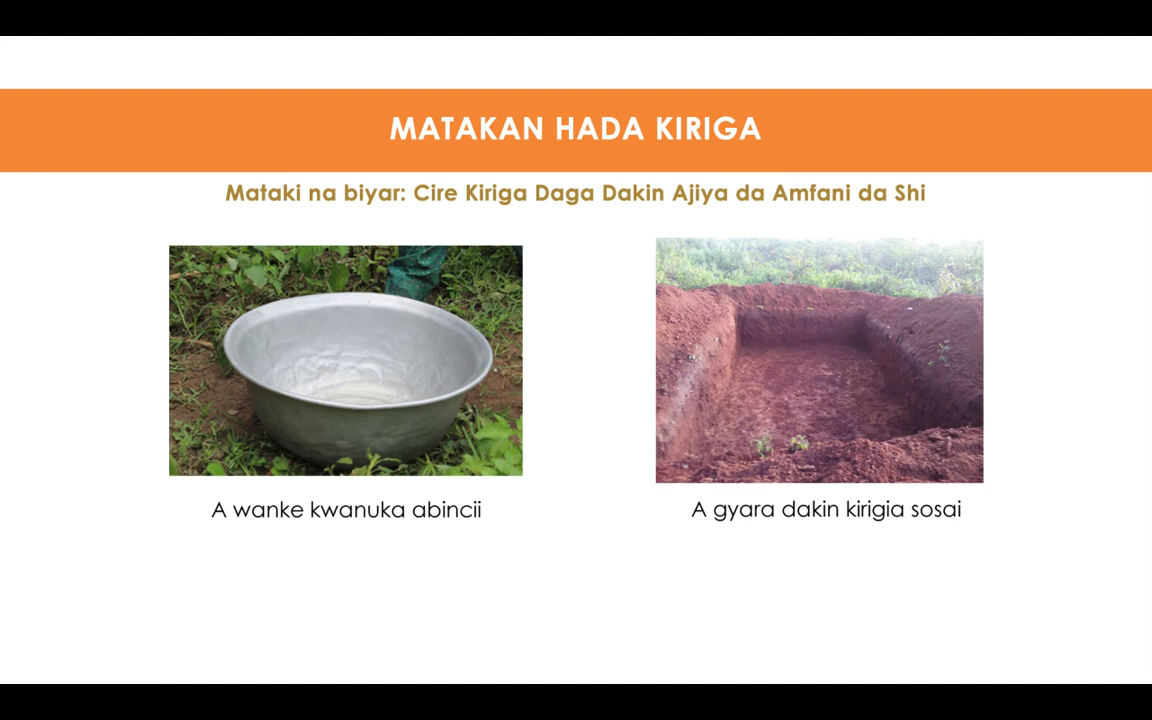 MATAKAN HADA KIRIGA
Mataki na biyar: Cire Kiriga Daga Dakin Ajiya da Amfani da Shi
A wanke kwanuka abincii
A gyara dakin kirigia sosai